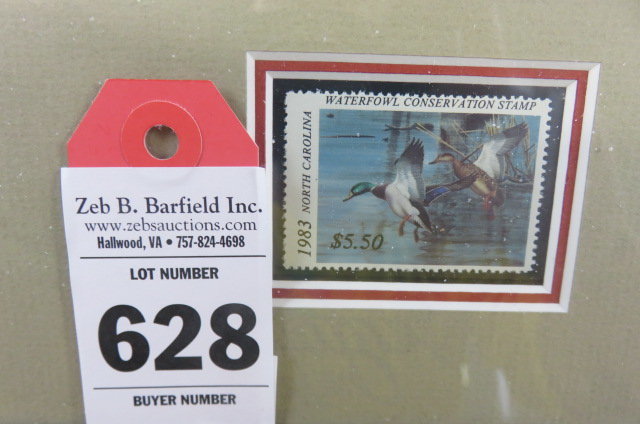 Zeb B. Barfield Inc.
www.zebsauctions.com
Hallwood, VA • 757-824-4698
LOT NUMBER
628
BUYER NUMBER
WATERFOWL CONSERVATION STAMP
1983 NORTH CAROLINA
$5.50